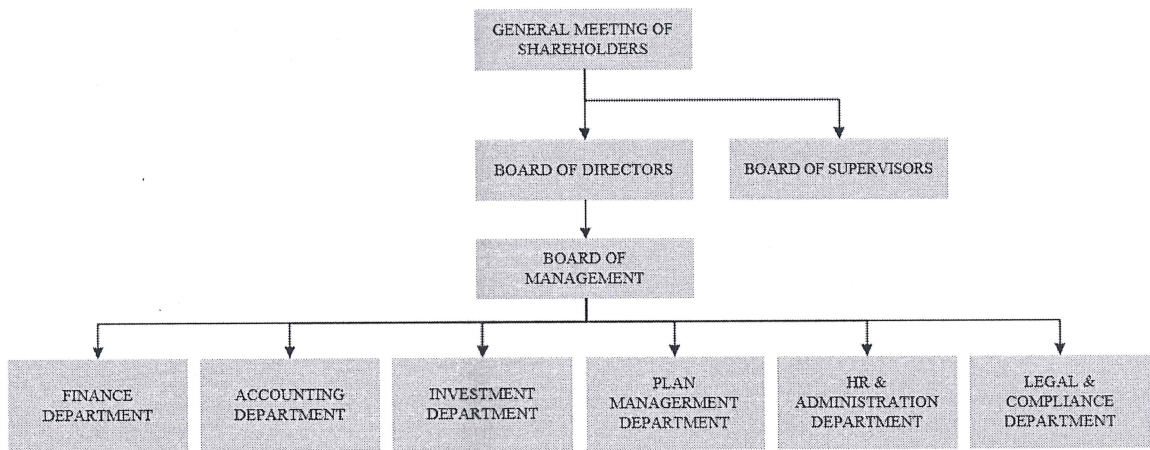 GENERAL MEETING OF
SHAREHOLDERS
BOARD OF DIRECTORS
BOARD OF SUPERVISORS
BOARD OF
MANAGEMENT
FINANCE
DEPARTMENT
ACCOUNTING
DEPARTMENT
INVESTMENT
DEPARTMENT
PLAN
MANAGERMENT
DEPARTMENT
HR &
ADMINISTRATION
DEPARTMENT
LEGAL &
COMPLIANCE
DEPARTMENT